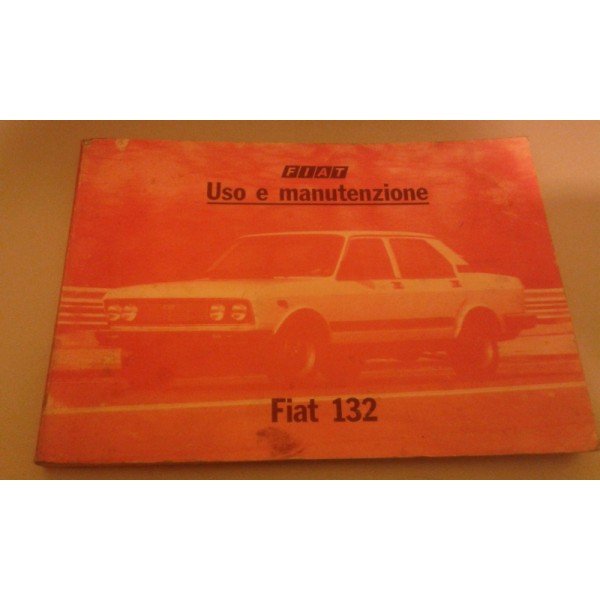 FIAT
Uso e manutenzione
Fiat 132